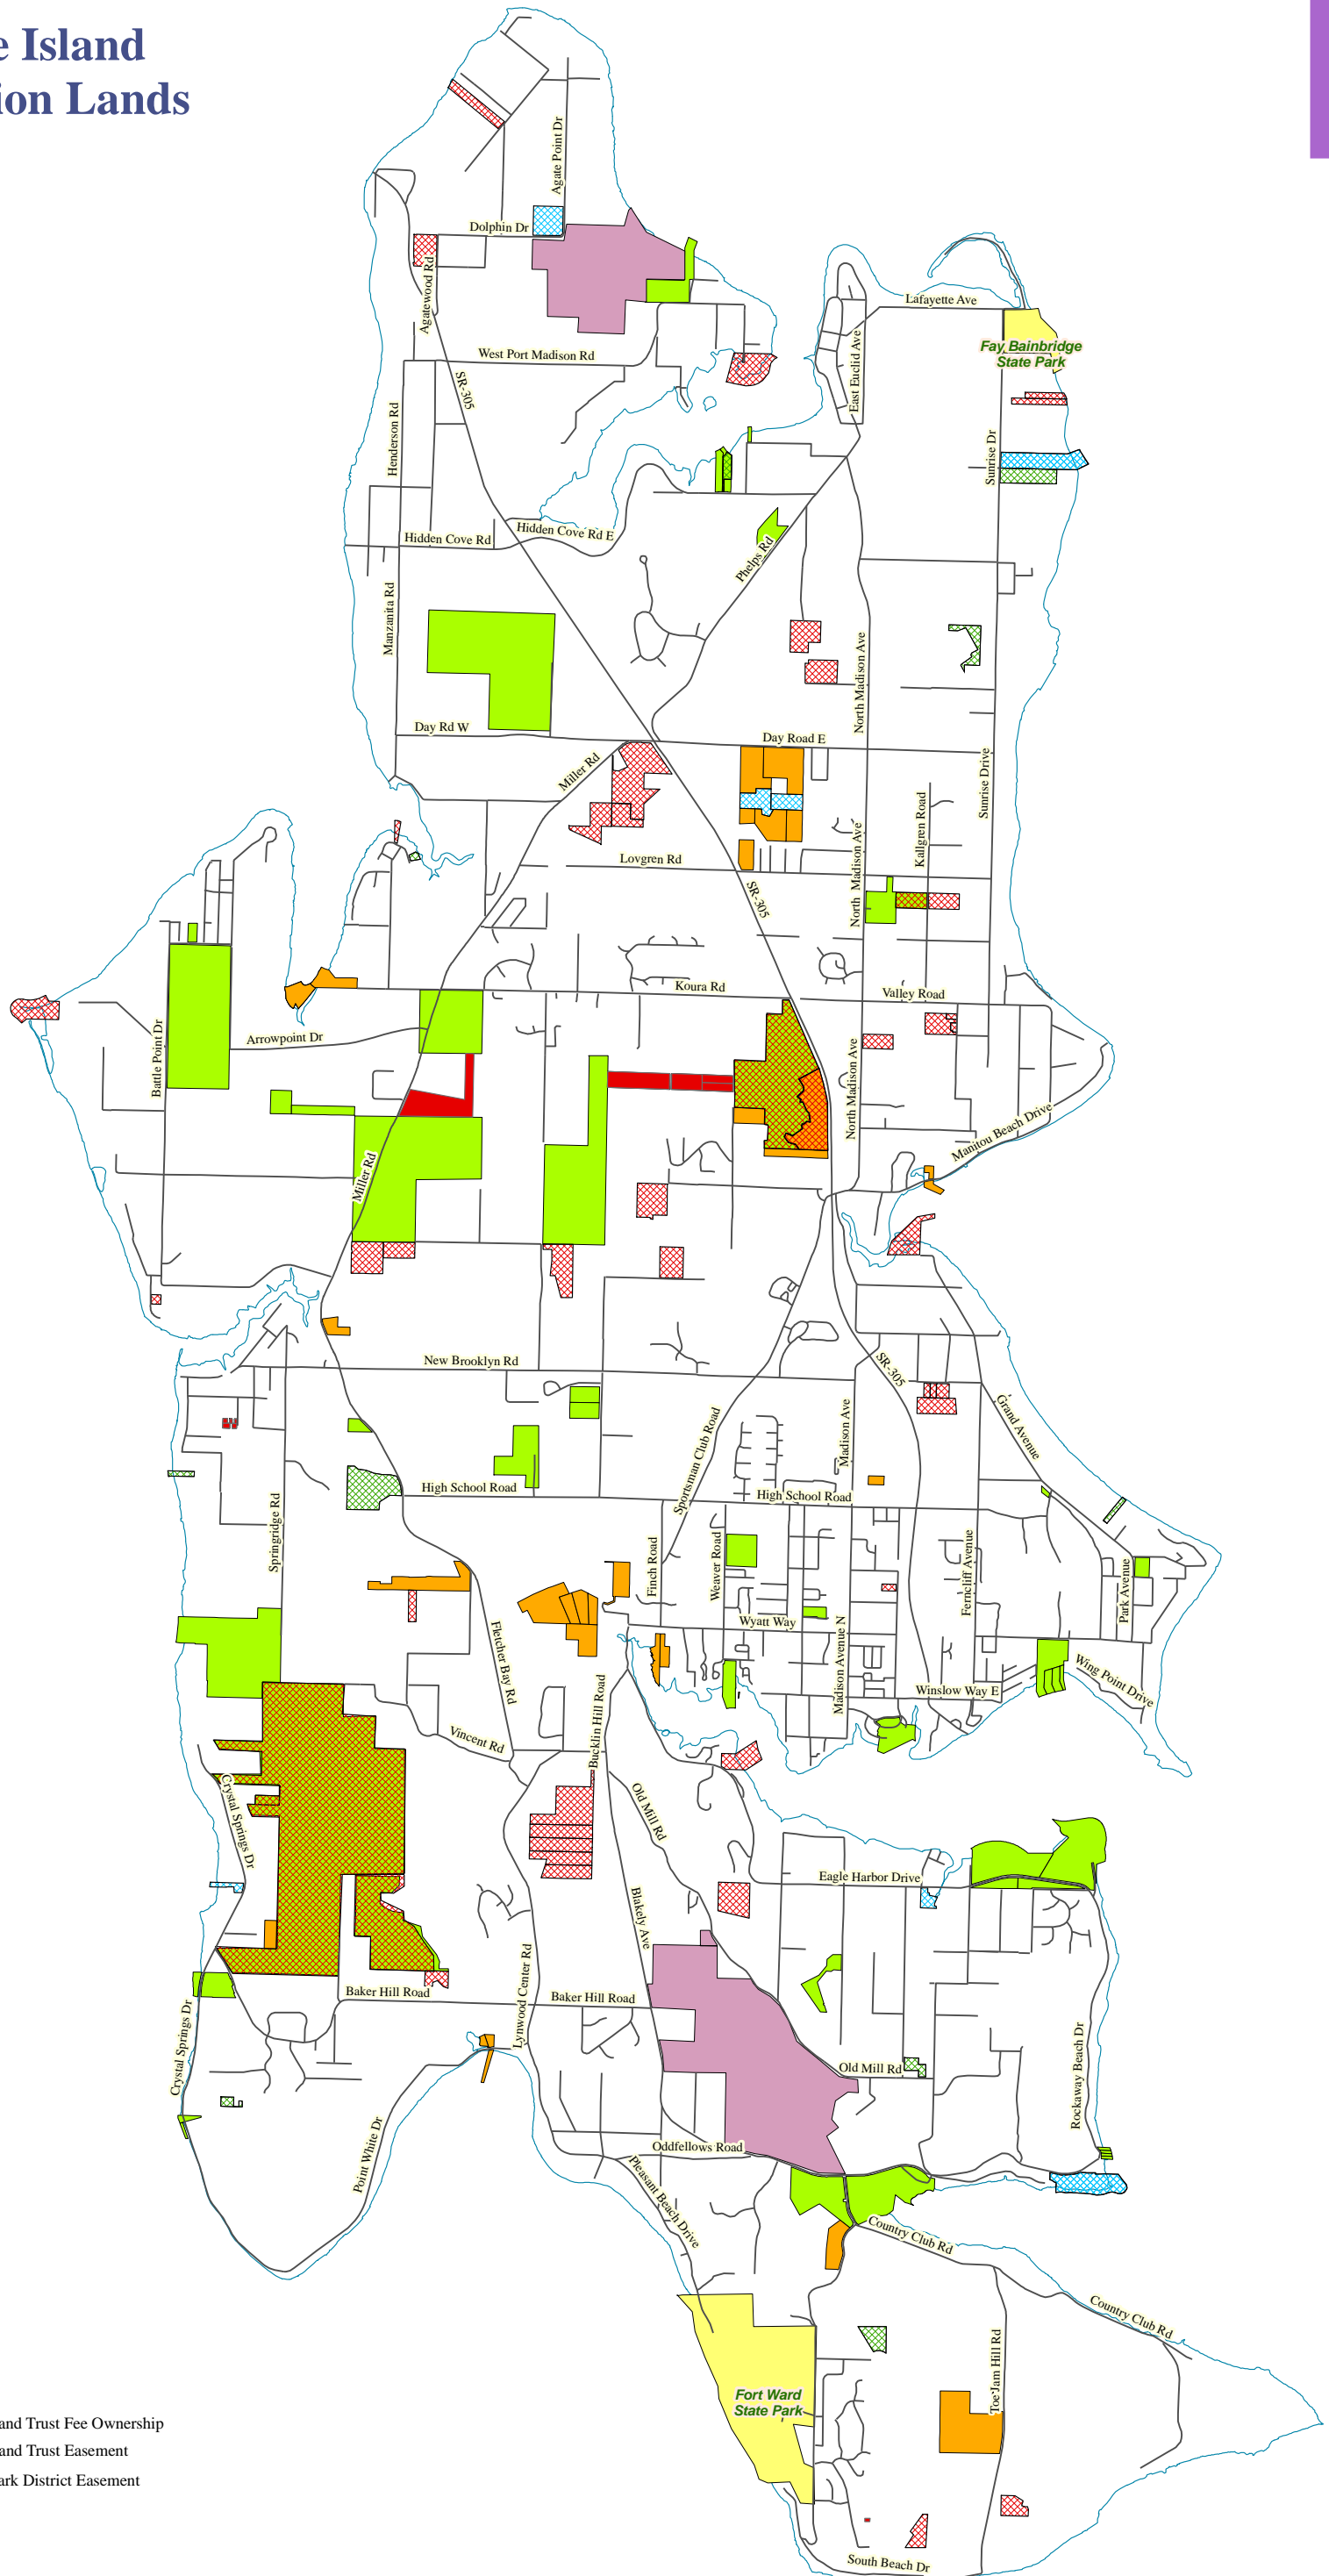 e Island
ion Lands
Agate Point Dr
Dolphin Dr
Agatewood Rd
Lafayette Ave
Fay Bainbridge
State Park
West Port Madison Rd
East Euclid Ave
SR-305
Henderson Rd
Sunrise Dr
Hidden Cove Rd E
Hidden Cove Rd
Phelps Rd
Manzanita Rd
North Madison Ave
Day Rd W
Day Road E
Miller Rd
Sunrise Drive
Kallgren Road
North Madison Ave
Lovgren Rd
SR-305
Koura Rd
Valley Road
Arrowpoint Dr
Battle Point Dr
North Madison Ave
Manitou Beach Drive
Miller Rd
New Brooklyn Rd
SR-305
Grand Avenue
Madison Ave
Sportsman Club Road
High School Road
High School Road
Springridge Rd
Finch Road
Weaver Road
Ferncliff Avenue
Park Avenue
Wyatt Way
Fletcher Bay Rd
Madison Avenue N
Wing Point Drive
Winslow Way E
Bucklin Hill Road
Vincent Rd
Crystal Springs Dr
Old Mill Rd
Eagle Harbor Drive
Blakely Ave
Lynwood Center Rd
Baker Hill Road
Baker Hill Road
Crystal Springs Dr
Old Mill Rd
Rockaway Beach Dr
Point White Dr
Oddfellows Road
Pleasant Beach Drive
Country Club Rd
Country Club Rd
Toe Jam Hill Rd
Fort Ward
State Park
and Trust Fee Ownership
and Trust Easement
ark District Easement
South Beach Dr